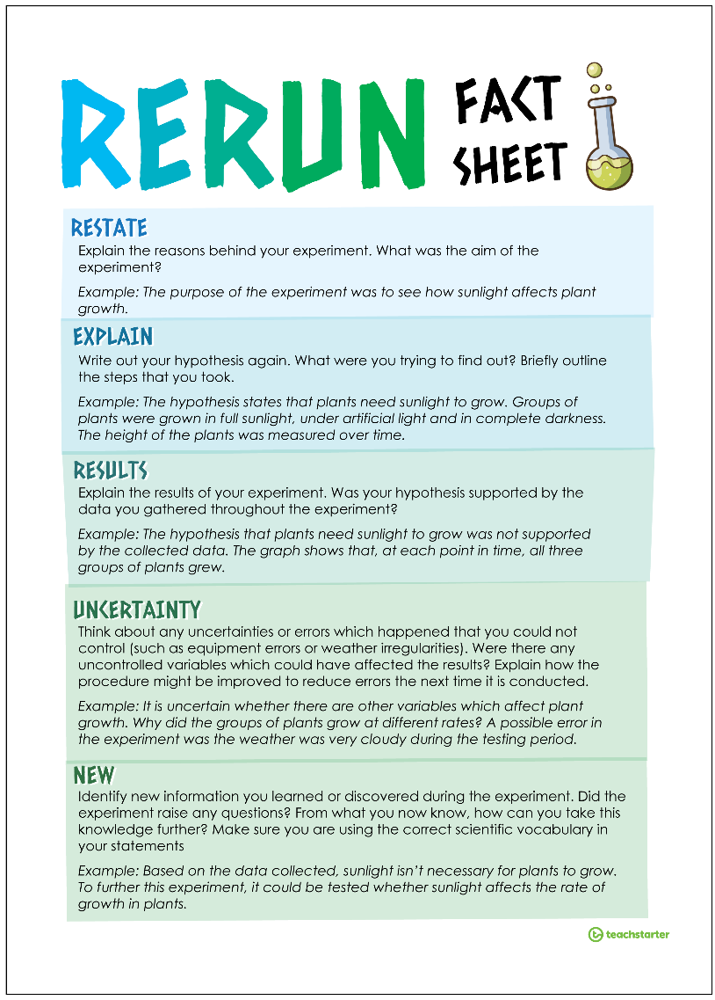 RERUN FACT
SHEET
RESTATE
Explain the reasons behind your experiment. What was the aim of the
experiment?
Example: The purpose of the experiment was to see how sunlight affects plant
growth.
EXPLAIN
Write out your hypothesis again. What were you trying to find out? Briefly outline
the steps that you took.
Example: The hypothesis states that plants need sunlight to grow. Groups of
plants were grown in full sunlight, under artificial light and in complete darkness.
The height of the plants was measured over time.
RESULTS
Explain the results of your experiment. Was your hypothesis supported by the
data you gathered throughout the experiment?
Example: The hypothesis that plants need sunlight to grow was not supported
by the collected data. The graph shows that, at each point in time, all three
groups of plants grew.
UNCERTAINTY
Think about any uncertainties or errors which happened that you could not
control (such as equipment errors or weather irregularities). Were there any
uncontrolled variables which could have affected the results? Explain how the
procedure might be improved to reduce errors the next time it is conducted.
Example: It is uncertain whether there are other variables which affect plant
growth. Why did the groups of plants grow at different rates? A possible error in
the experiment was the weather was very cloudy during the testing period.
NEW
Identify new information you learned or discovered during the experiment. Did the
experiment raise any questions? From what you now know, how can you take this
knowledge further? Make sure you are using the correct scientific vocabulary in
your statements
Example: Based on the data collected, sunlight isn't necessary for plants to grow.
To further this experiment, it could be tested whether sunlight affects the rate of
growth in plants.
teachstarter